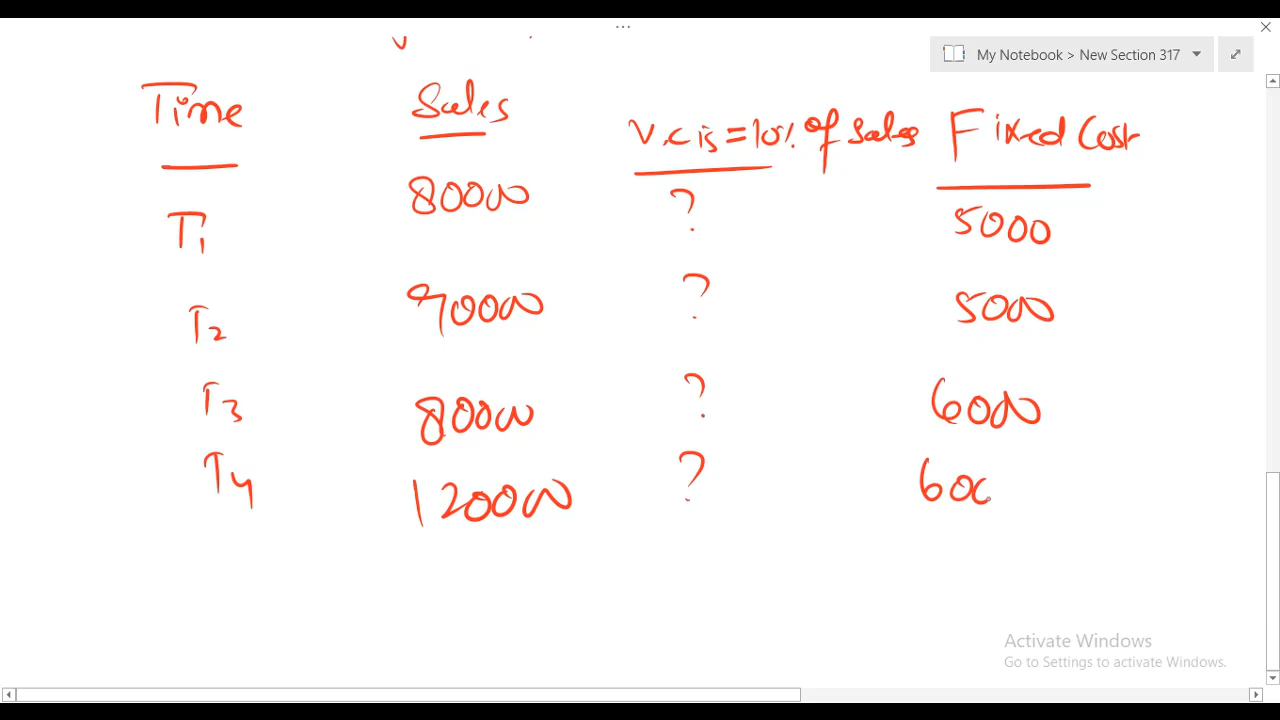 My Notebook > New Section 317
Time Sales V.C is = 10% of Sales Fixed Cost
T1 80000 ? 5000
T2 90000 ? 5000
T3 80000 ? 6000
T4 120000 ? 600
Activate Windows
Go to Settings to activate Windows.